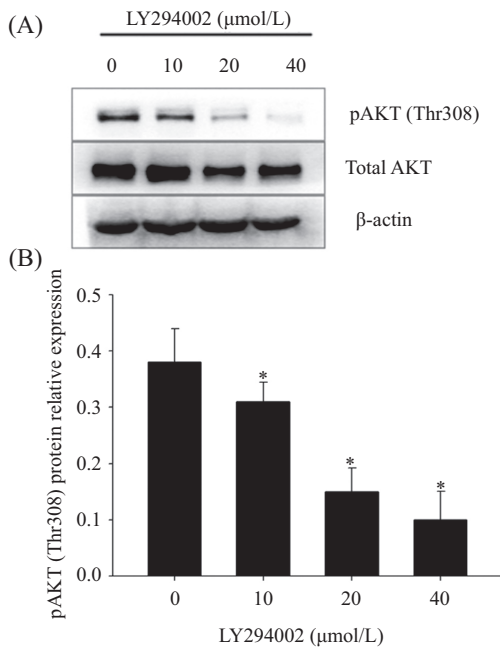 (A)
LY294002 (μmol/L)
0 10 20 40
pAKT (Thr308)
Total AKT
β-actin
(B)
pAKT (Thr308) protein relative expression
0.5
0.4
0.3
0.2
0.1
0.0
* * *
0 10 20 40
LY294002 (μmol/L)